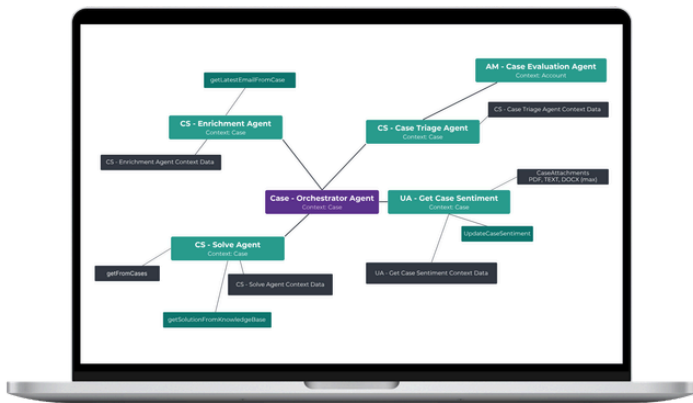 AM - Case Evaluation Agent
Context: Account
getLatestEmailFromCase
CS - Case Triage Agent Context Data
CS - Enrichment Agent
Context: Case
CS - Case Triage Agent
Context: Case
CS - Enrichment Agent Context Data
CaseAttachments
PDF, TEXT, DOCX (max)
Case - Orchestrator Agent
Context: Case
UA - Get Case Sentiment
Context: Case
UpdateCaseSentiment
CS - Solve Agent
Context: Case
getFromCases
UA - Get Case Sentiment Context Data
CS - Solve Agent Context Data
getSolutionFromKnowledgeBase